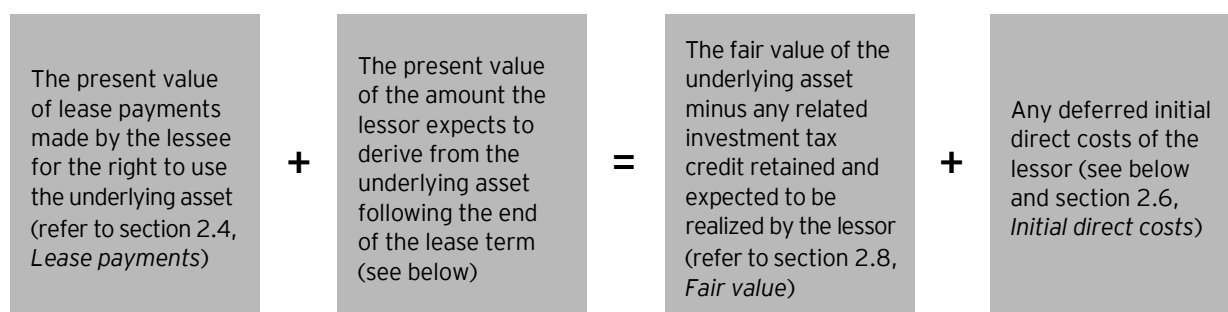 The present value
of lease payments
made by the lessee
for the right to use
the underlying asset
(refer to section 2.4,
Lease payments)
+
The present value
of the amount the
lessor expects to
derive from the
underlying asset
following the end
of the lease term
(see below)
=
The fair value of the
underlying asset
minus any related
investment tax
credit retained and
expected to be
realized by the lessor
(refer to section 2.8,
Fair value)
+
Any deferred initial
direct costs of the
lessor (see below
and section 2.6,
Initial direct costs)